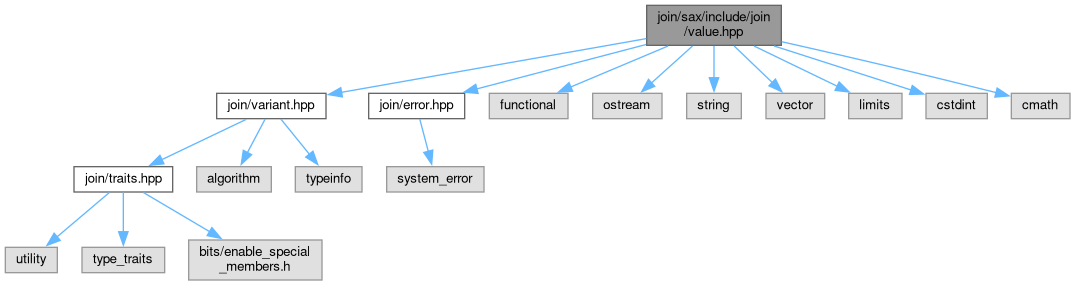 join/sax/include/join
/value.hpp
join/variant.hpp
join/error.hpp
functional
ostream
string
vector
limits
cstdint
cmath
join/traits.hpp
algorithm
typeinfo
system_error
utility
type_traits
bits/enable_special
_members.h